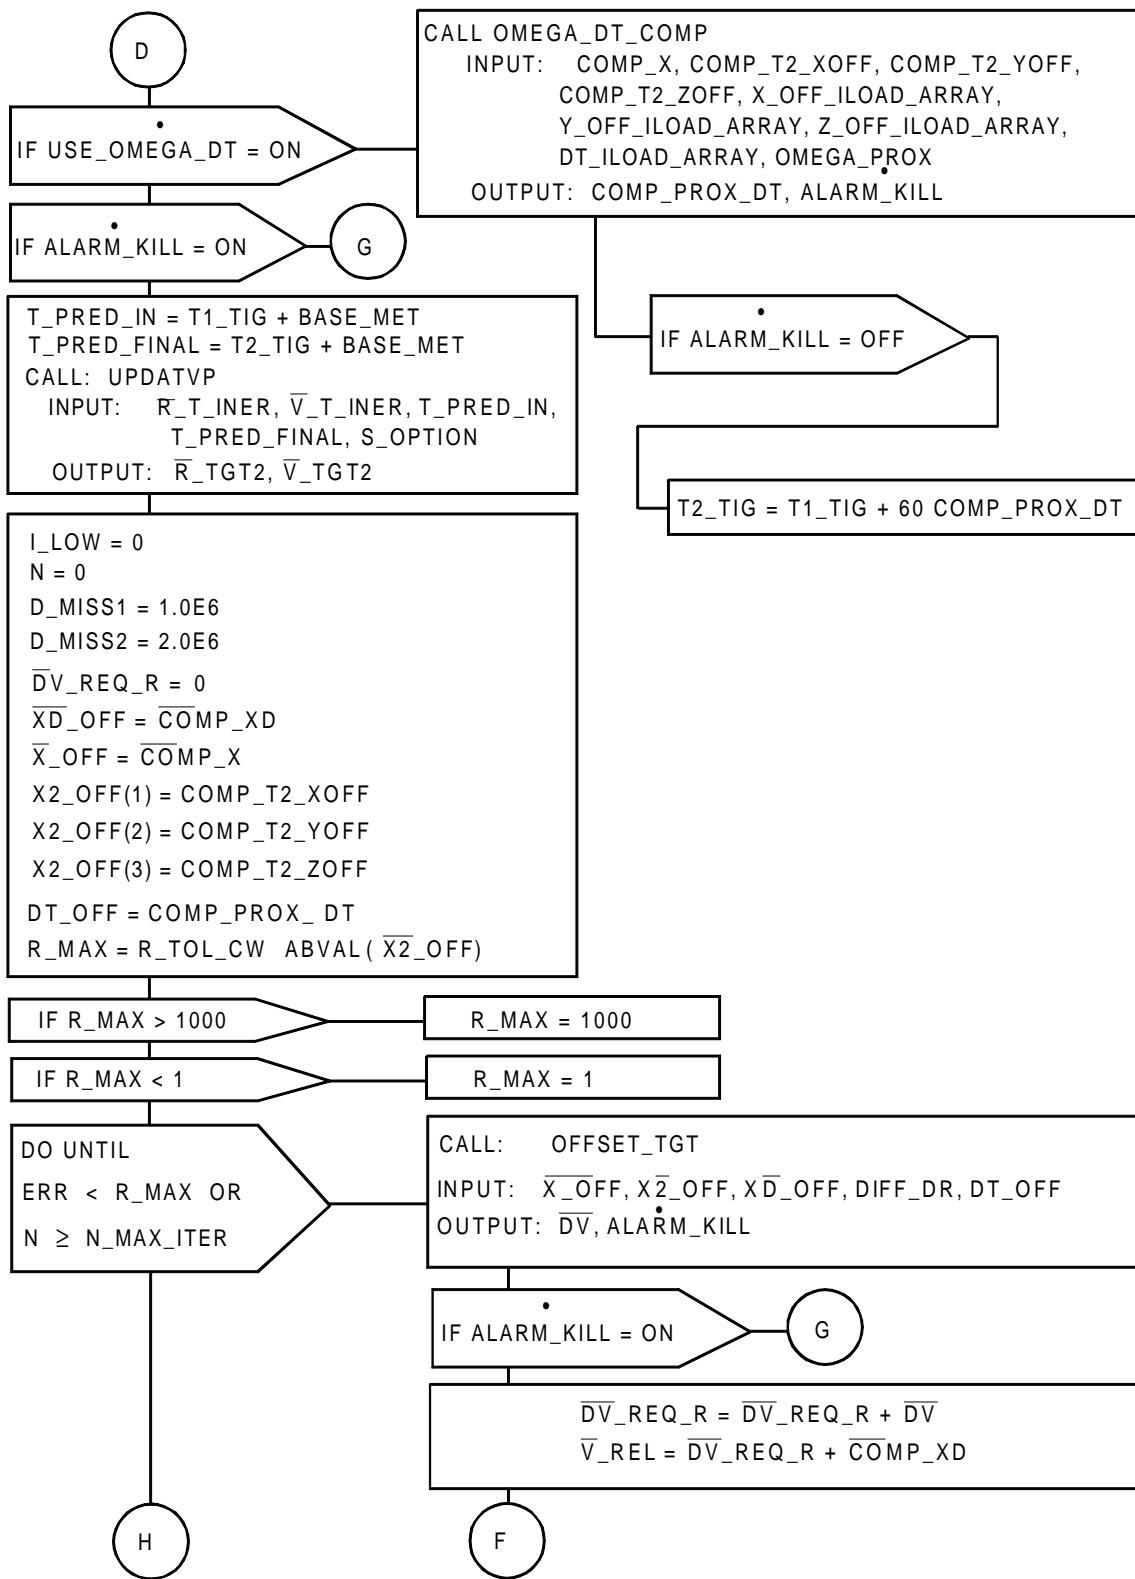 D
IF USE_OMEGA_DT = ON
CALL OMEGA_DT_COMP
INPUT: COMP_X, COMP_T2_XOFF, COMP_T2_YOFF,
COMP_T2_ZOFF, X_OFF_ILOAD_ARRAY,
Y_OFF_ILOAD_ARRAY, Z_OFF_ILOAD_ARRAY,
DT_ILOAD_ARRAY, OMEGA_PROX
OUTPUT: COMP_PROX_DT, ALARM_KILL
IF ALARM_KILL = ON
G
IF ALARM_KILL = OFF
T2_TIG = T1_TIG + 60 COMP_PROX_DT
T_PRED_IN = T1_TIG + BASE_MET
T_PRED_FINAL = T2_TIG + BASE_MET
CALL: UPDATVP
INPUT: R_T_INER, V_T_INER, T_PRED_IN,
T_PRED_FINAL, S_OPTION
OUTPUT: R_TGT2, V_TGT2
I_LOW = 0
N = 0
D_MISS1 = 1.0E6
D_MISS2 = 2.0E6
DV_REQ_R = 0
XD_OFF = COMP_XD
X_OFF = COMP_X
X2_OFF(1) = COMP_T2_XOFF
X2_OFF(2) = COMP_T2_YOFF
X2_OFF(3) = COMP_T2_ZOFF
DT_OFF = COMP_PROX_ DT
R_MAX = R_TOL_CW ABVAL ( X2_OFF)
IF R_MAX > 1000
R_MAX = 1000
IF R_MAX < 1
R_MAX = 1
DO UNTIL
ERR < R_MAX OR
N ≥ N_MAX_ITER
CALL: OFFSET_TGT
INPUT: X_OFF, X2_OFF, XD_OFF, DIFF_DR, DT_OFF
OUTPUT: DV, ALARM_KILL
IF ALARM_KILL = ON
G
DV_REQ_R = DV_REQ_R + DV
V_REL = DV_REQ_R + COMP_XD
H
F